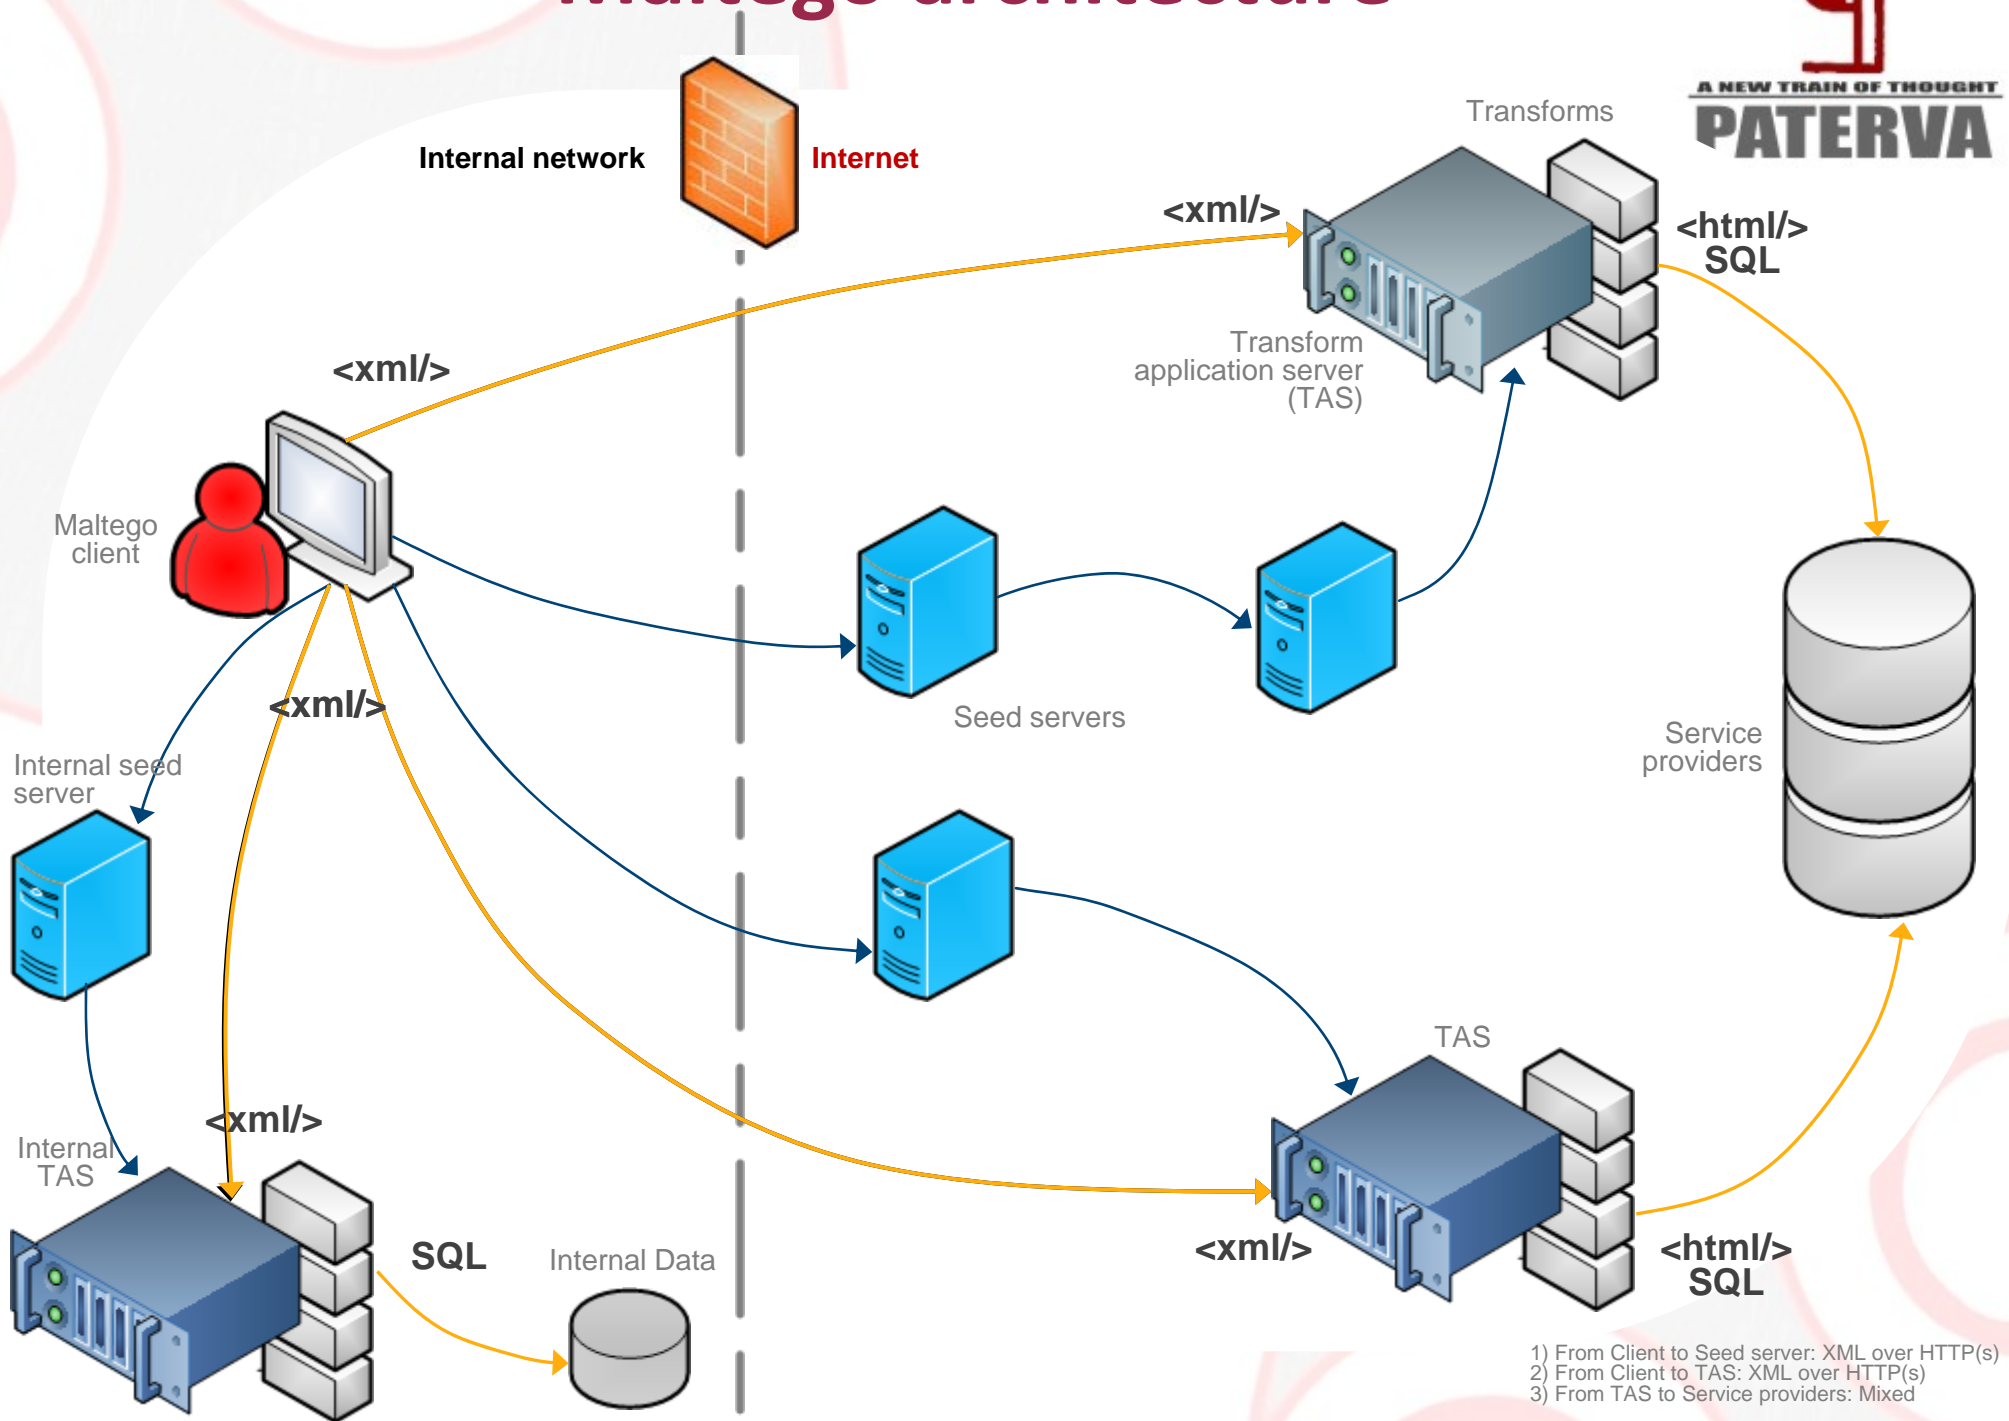 Maltego architecture
A NEW TRAIN OF THOUGHT
PATERVA
Transforms
Internal network
Internet
<xml/>
<html/>
SQL
Transform
application server
(TAS)
<xml/>
Maltego
client
<xml/>
Seed servers
Service
providers
Internal seed
server
TAS
<xml/>
Internal
TAS
SQL
Internal Data
<xml/>
<html/>
SQL
1) From Client to Seed server: XML over HTTP(s)
2) From Client to TAS: XML over HTTP(s)
3) From TAS to Service providers: Mixed